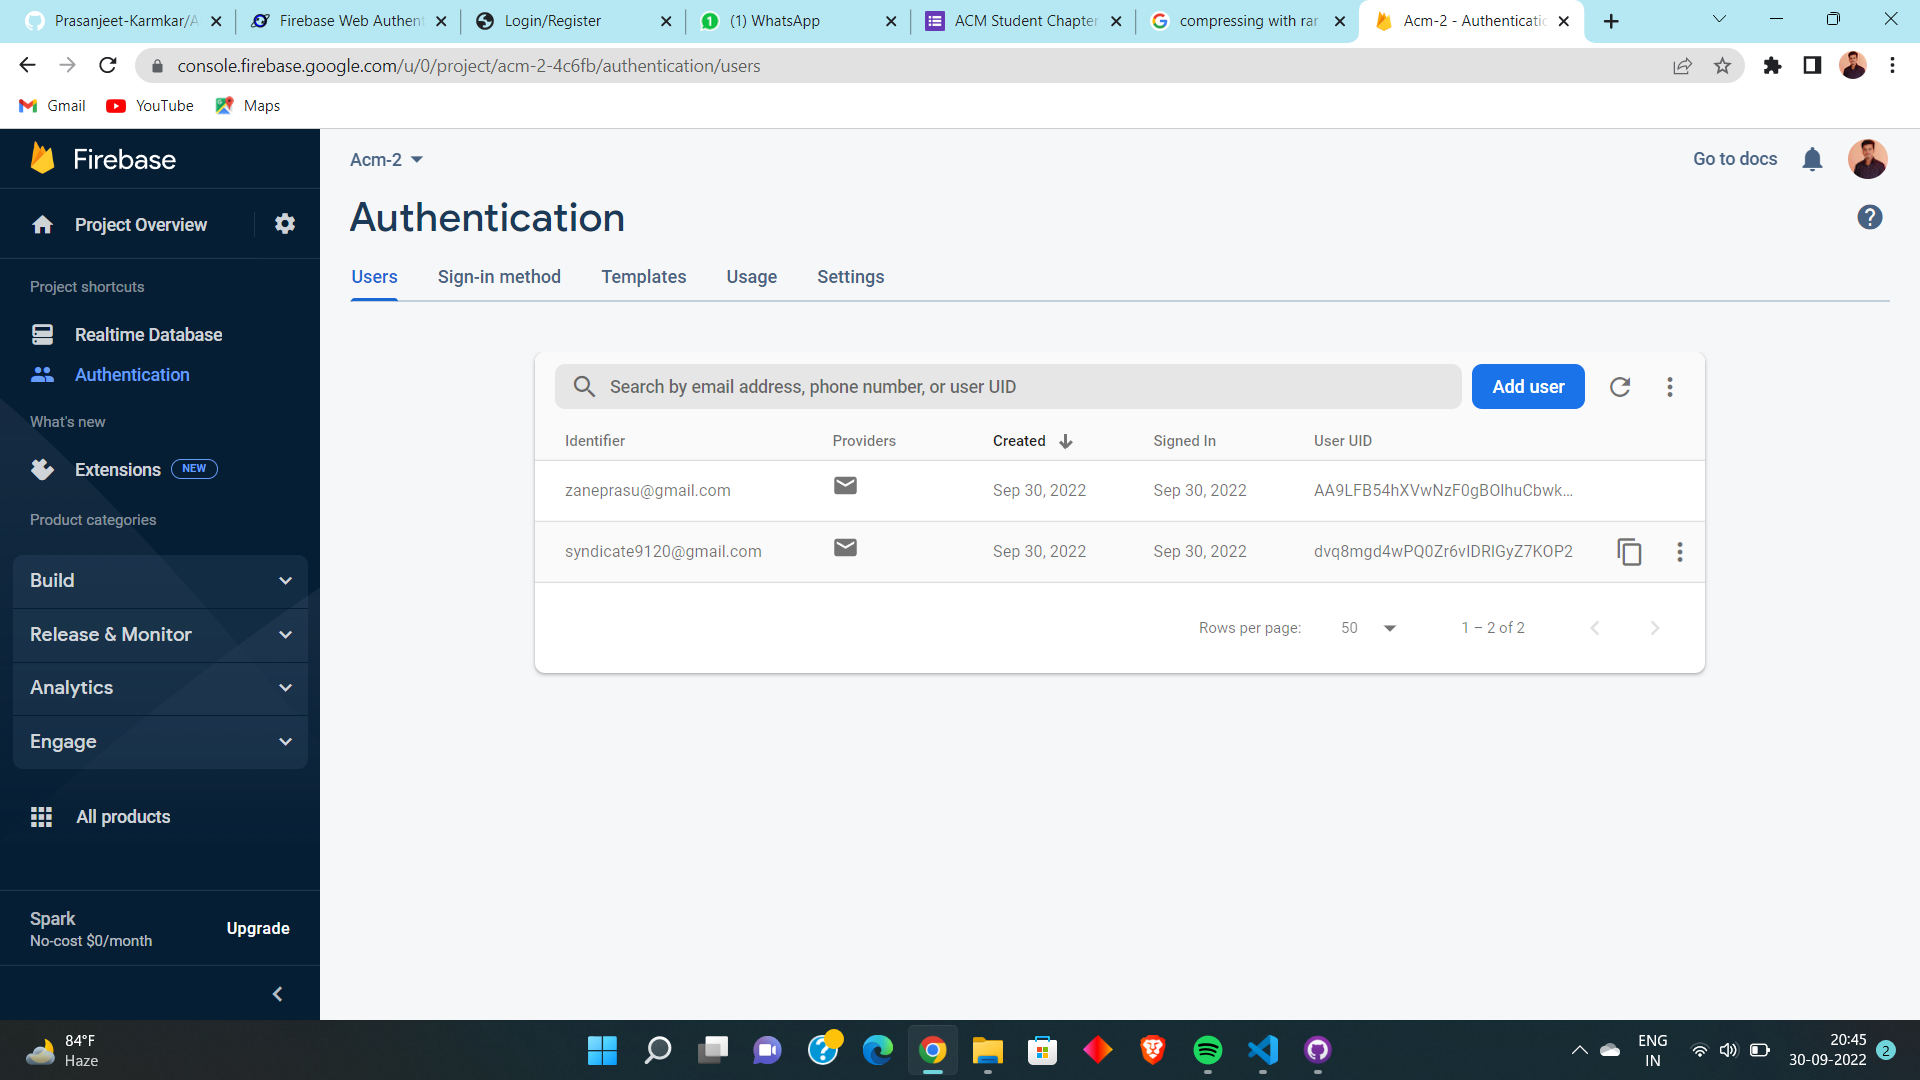 Prasanjeet-Karmkar/A
Firebase Web Authent
Login/Register
(1) WhatsApp
ACM Student Chapter
compressing with rar
Acm-2 - Authenticatio
console.firebase.google.com/u/0/project/acm-2-4c6fb/authentication/users
Gmail
YouTube
Maps
Firebase
Project Overview
Project shortcuts
Realtime Database
Authentication
What's new
Extensions NEW
Product categories
Build
Release & Monitor
Analytics
Engage
All products
Spark
No-cost $0/month
Upgrade
Acm-2
Go to docs
Authentication
Users Sign-in method Templates Usage Settings
Search by email address, phone number, or user UID
Add user
Identifier Providers Created Signed In User UID
zaneprasu@gmail.com Sep 30, 2022 Sep 30, 2022 AA9LFB54hXVwNzF0gBOlhuCbwk...
syndicate9120@gmail.com Sep 30, 2022 Sep 30, 2022 dvq8mgd4wPQ0Zr6vIDRlGyZ7KOP2
Rows per page: 50 1 – 2 of 2
84°F
Haze
ENG
IN
20:45
30-09-2022
2